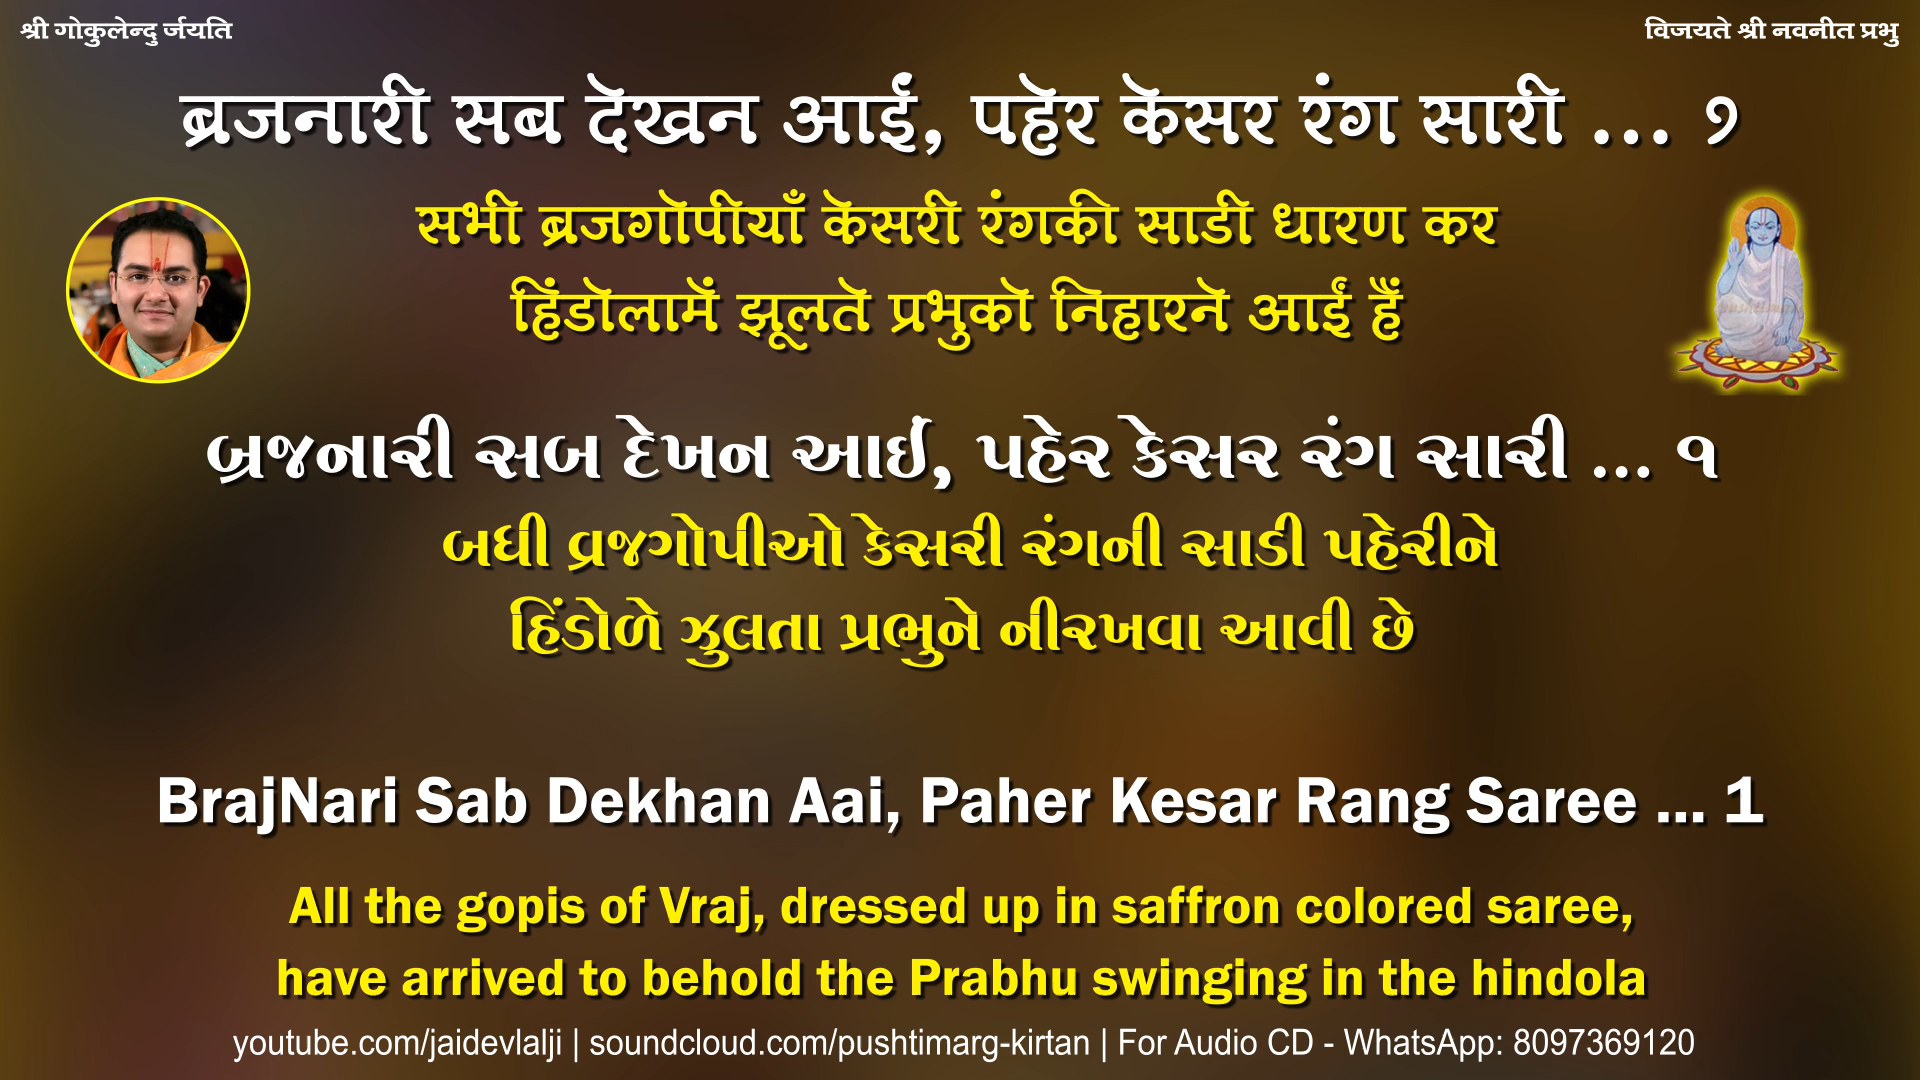 श्री गोकुलेन्दु र्जयति
विजयते श्री नवनीत प्रभु
ब्रजनारी सब दॆखन आईं, पहॆर कॆसर रंग सारी ... १
सभी ब्रजगॊपीयाँ कॆसरी रंगकी साडी धारण कर
हिंडॊलामॆं झूलतॆ प्रभुकॊ निहारनॆ आईं हैं
બ્રજનારી સબ દેખન આઈં, પહેર કેસર રંગ સારી ... ૧
બધી વ્રજગોપીઓ કેસરી રંગની સાડી પહેરીને
હિંડોળે ઝુલતા પ્રભુને નીરખવા આવી છે
BrajNari Sab Dekhan Aai, Paher Kesar Rang Saree ... 1
All the gopis of Vraj, dressed up in saffron colored saree,
have arrived to behold the Prabhu swinging in the hindola
youtube.com/jaidevlalji | soundcloud.com/pushtimarg-kirtan | For Audio CD - WhatsApp: 8097369120